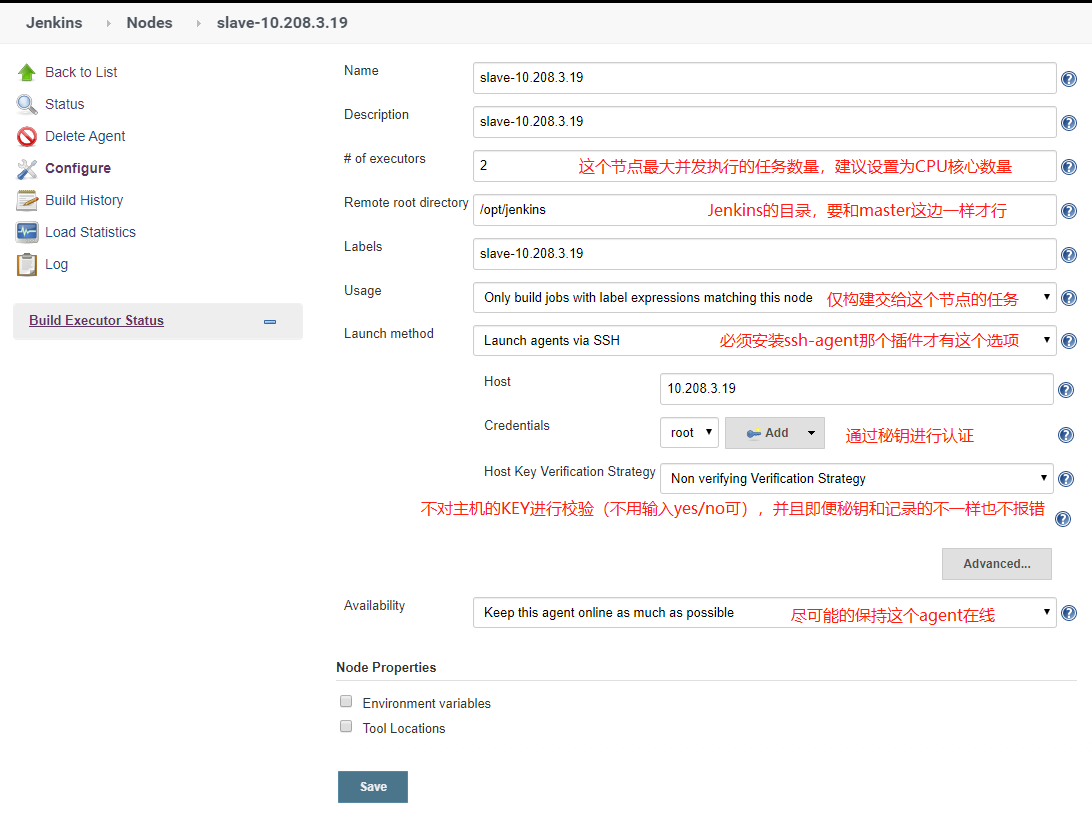 Jenkins Nodes slave-10.208.3.19
Back to List
Status
Delete Agent
Configure
Build History
Load Statistics
Log
Build Executor Status
Name slave-10.208.3.19
Description slave-10.208.3.19
# of executors 2 这个节点最大并发执行的任务数量，建议设置为CPU核心数量
Remote root directory /opt/jenkins Jenkins的目录，要和master这边一样才行
Labels slave-10.208.3.19
Usage Only build jobs with label expressions matching this node 仅构建交给这个节点的任务
Launch method Launch agents via SSH 必须安装ssh-agent那个插件才有这个选项
Host 10.208.3.19
Credentials root Add 通过秘钥进行认证
Host Key Verification Strategy Non verifying Verification Strategy
不对主机的KEY进行校验（不用输入yes/no可），并且即便秘钥和记录的不一样也不报错
Advanced...
Availability Keep this agent online as much as possible 尽可能的保持这个agent在线
Node Properties
Environment variables
Tool Locations
Save